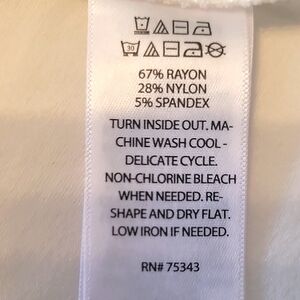 30
67% RAYON
28% NYLON
5% SPANDEX
TURN INSIDE OUT. MA-
CHINE WASH COOL -
DELICATE CYCLE.
NON-CHLORINE BLEACH
WHEN NEEDED. RE-
SHAPE AND DRY FLAT.
LOW IRON IF NEEDED.
RN# 75343